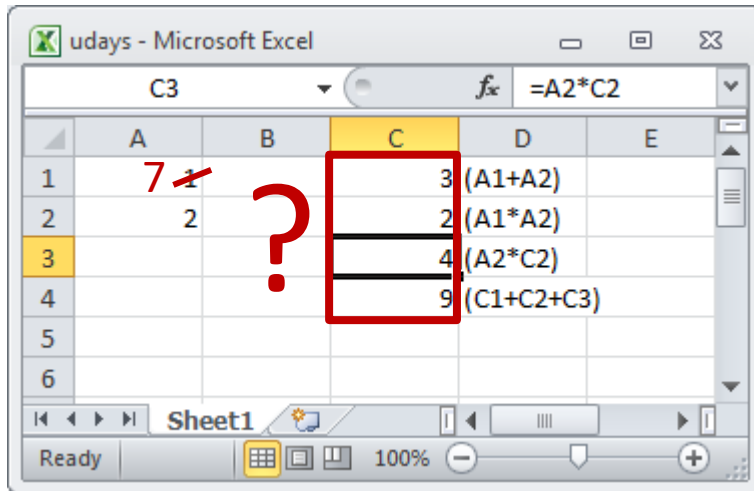 udays - Microsoft Excel
C3 fx =A2*C2
A B C D E
1 7 1 3 (A1+A2)
2 2 ? 2 (A1*A2)
3 4 (A2*C2)
4 9 (C1+C2+C3)
5
6
Sheet1
Ready 100%